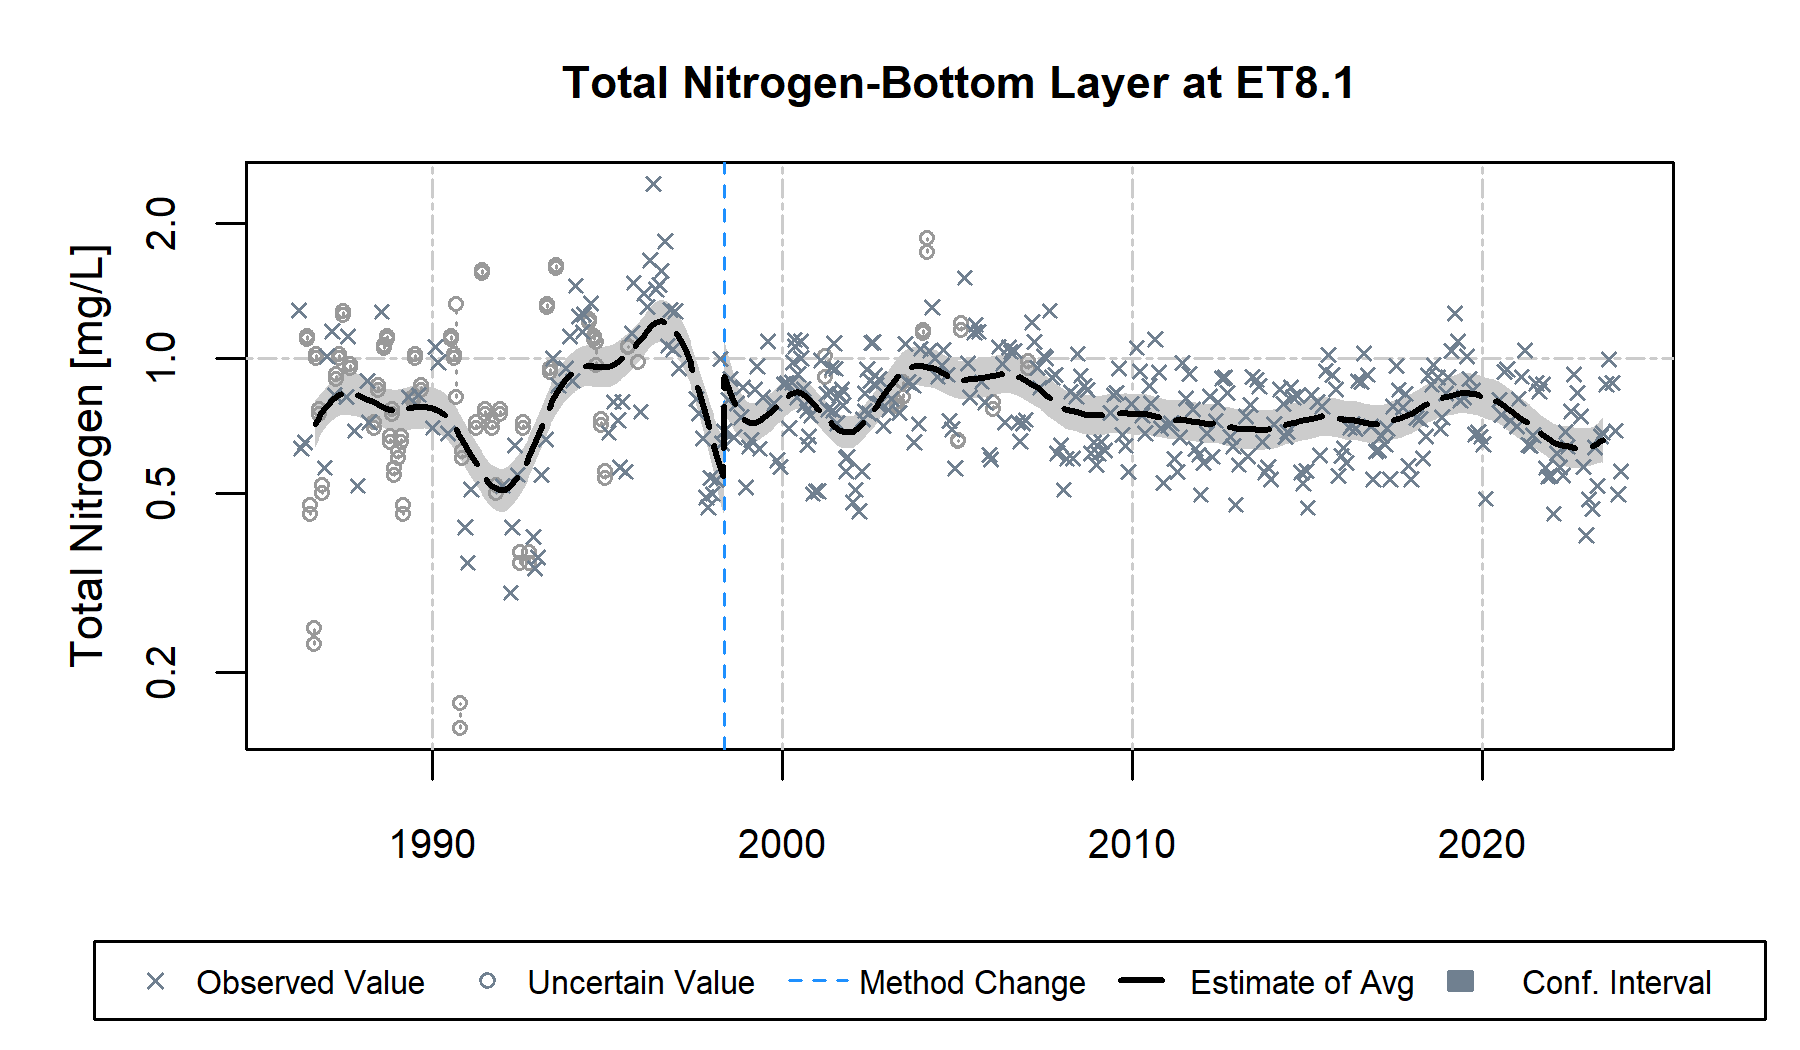 Total Nitrogen-Bottom Layer at ET8.1
Total Nitrogen [mg/L]
2.0
1.0
0.5
0.2
1990 2000 2010 2020
Observed Value Uncertain Value Method Change Estimate of Avg Conf. Interval